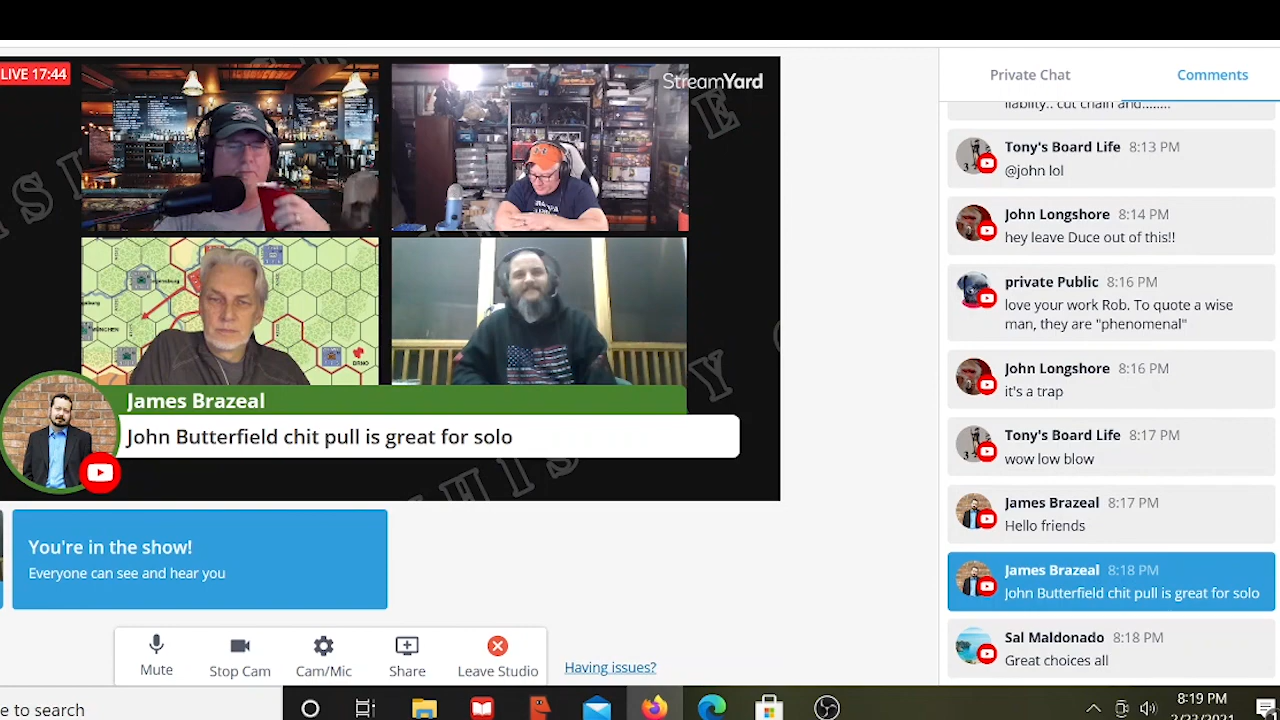 LIVE 17:44
StreamYard
MÜNCHEN
BRNO
James Brazeal
John Butterfield chit pull is great for solo
You're in the show!
Everyone can see and hear you
Mute
Stop Cam
Cam/Mic
Share
Leave Studio
Having issues?
Private Chat
Comments
liablity.. cut chain and........
Tony's Board Life 8:13 PM
@john lol
John Longshore 8:14 PM
hey leave Duce out of this!!
private Public 8:16 PM
love your work Rob. To quote a wise
man, they are "phenomenal"
John Longshore 8:16 PM
it's a trap
Tony's Board Life 8:17 PM
wow low blow
James Brazeal 8:17 PM
Hello friends
James Brazeal 8:18 PM
John Butterfield chit pull is great for solo
Sal Maldonado 8:18 PM
Great choices all
e to search
8:19 PM